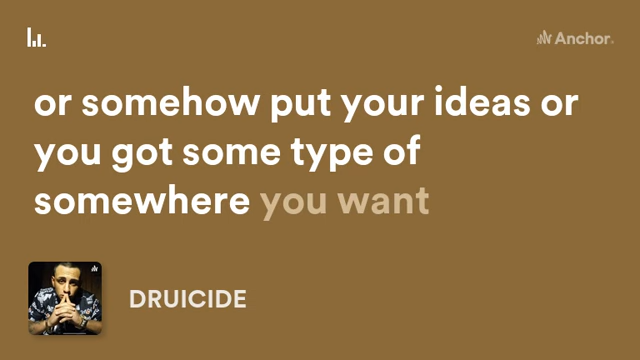 Anchor
or somehow put your ideas or
you got some type of
somewhere you want
DRUICIDE